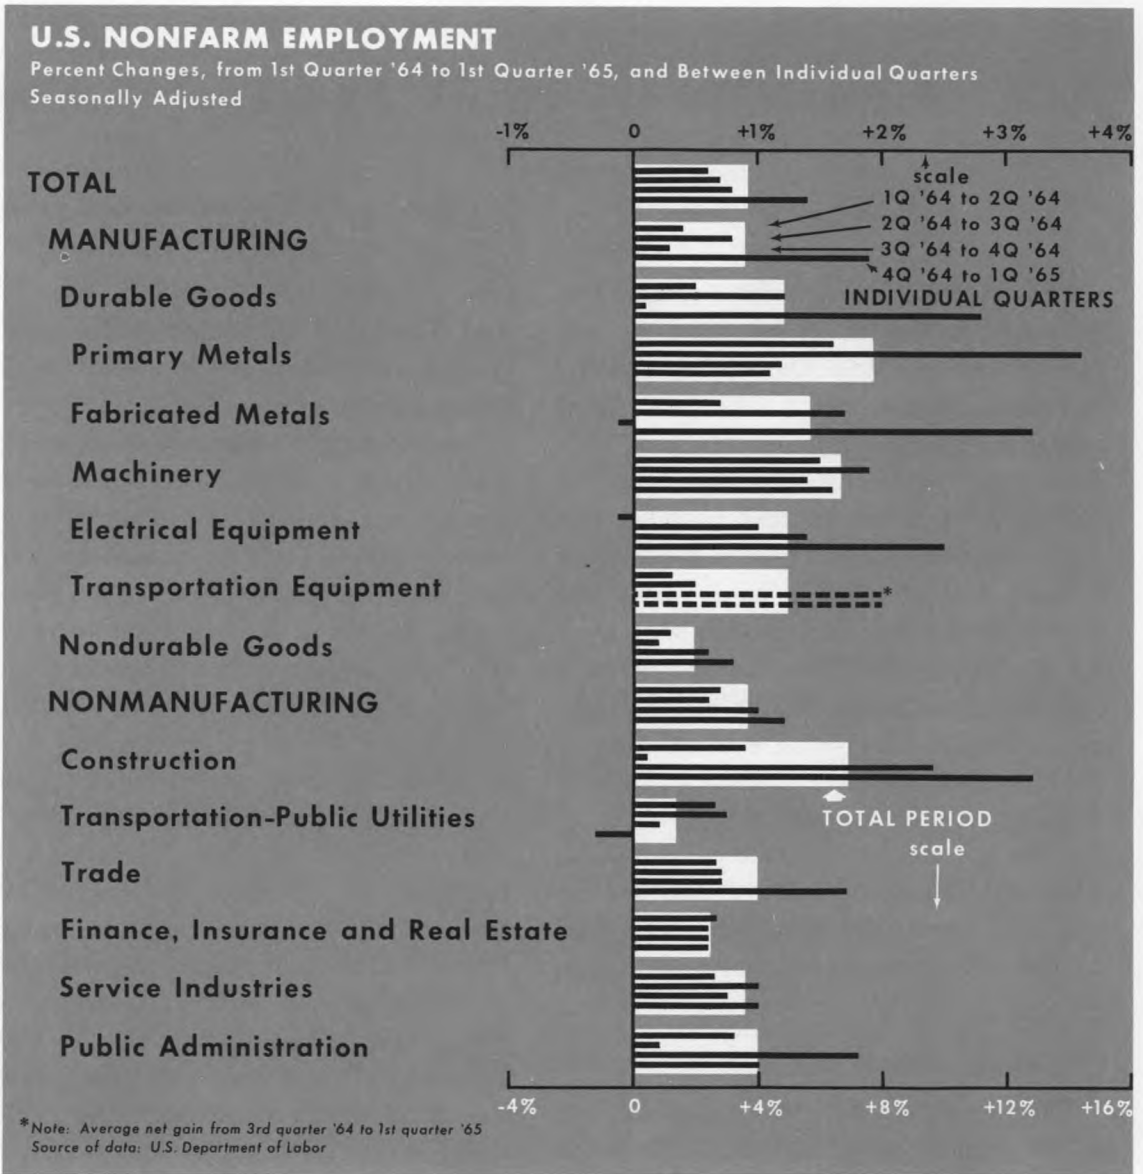 U.S. NONFARM EMPLOYMENT
Percent Changes, from 1st Quarter '64 to 1st Quarter '65, and Between Individual Quarters
Seasonally Adjusted
-1% 0 +1% +2% +3% +4%
scale
TOTAL
1Q '64 to 2Q '64
2Q '64 to 3Q '64
MANUFACTURING
3Q '64 to 4Q '64
4Q '64 to 1Q '65
Durable Goods
INDIVIDUAL QUARTERS
Primary Metals
Fabricated Metals
Machinery
Electrical Equipment
Transportation Equipment
*
Nondurable Goods
NONMANUFACTURING
Construction
Transportation-Public Utilities
TOTAL PERIOD
scale
Trade
Finance, Insurance and Real Estate
Service Industries
Public Administration
-4% 0 +4% +8% +12% +16%
*Note: Average net gain from 3rd quarter '64 to 1st quarter '65
Source of data: U.S. Department of Labor